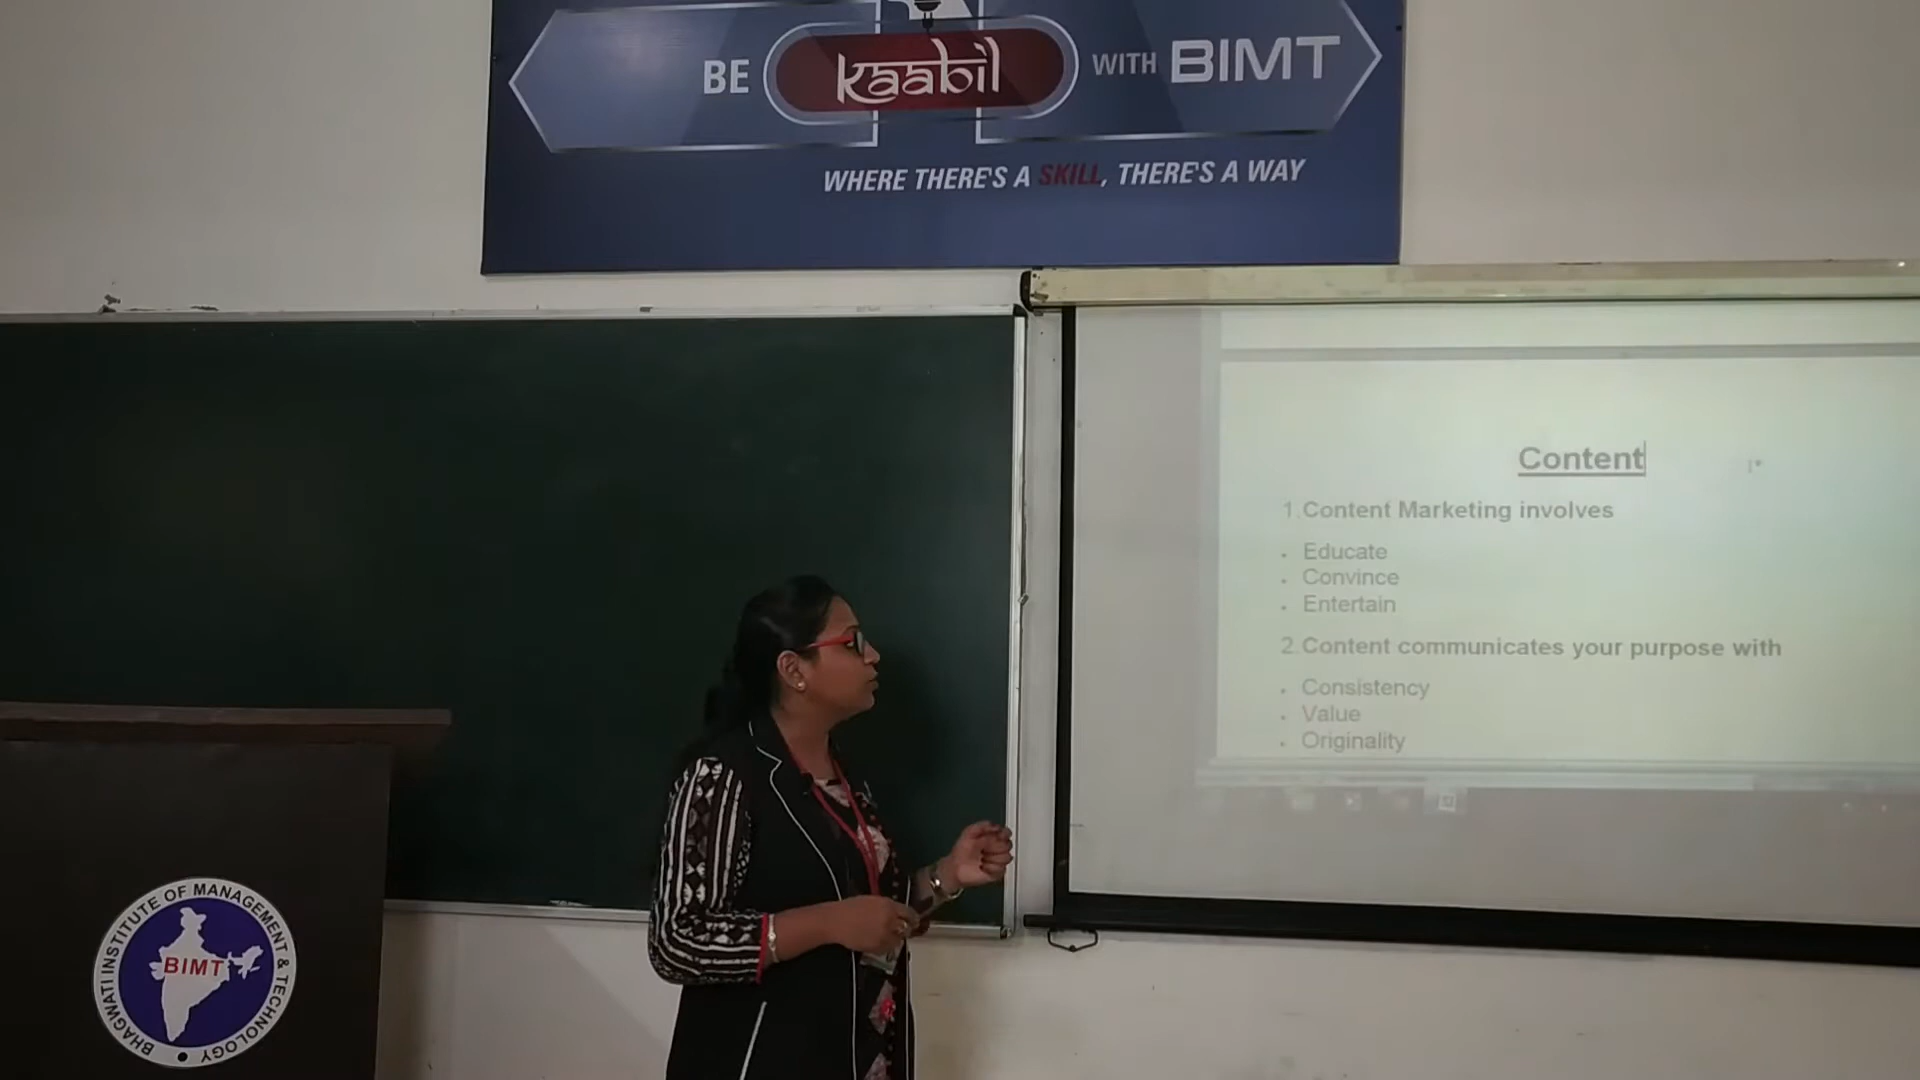 BE kaabil WITH BIMT
WHERE THERE'S A SKILL, THERE'S A WAY
Content
1.Content Marketing involves
• Educate
• Convince
• Entertain
2.Content communicates your purpose with
• Consistency
• Value
• Originality
BHAGWATI INSTITUTE OF MANAGEMENT & TECHNOLOGY
BIMT